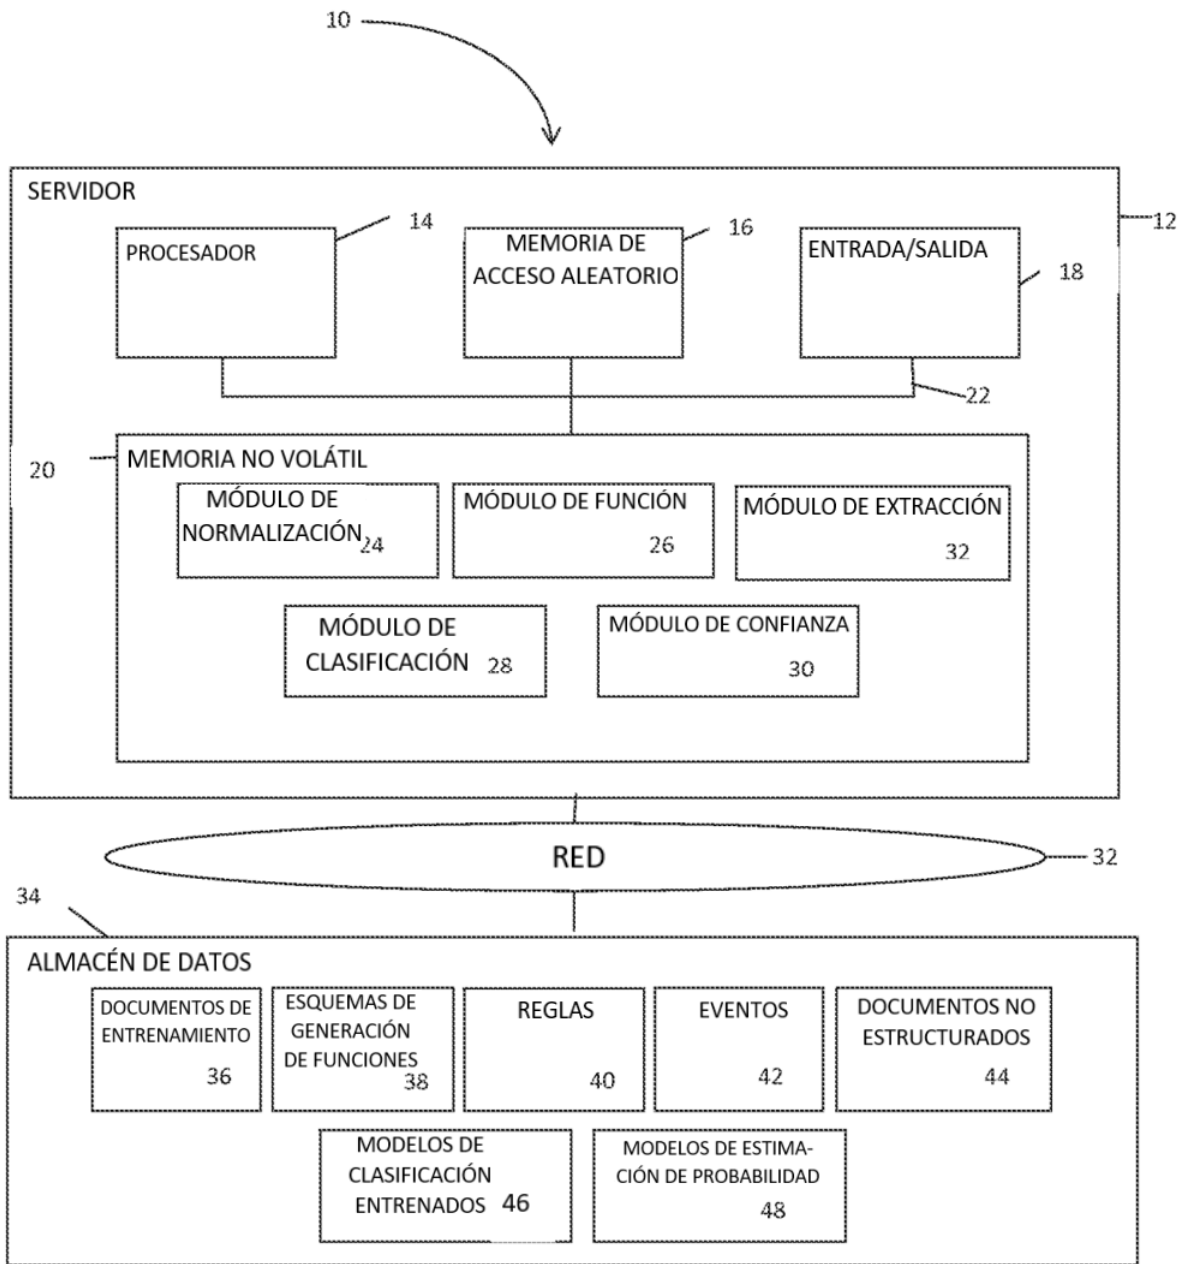 10
SERVIDOR
12
PROCESADOR
14
MEMORIA DE
ACCESO ALEATORIO
16
ENTRADA/SALIDA
18
22
20
MEMORIA NO VOLÁTIL
MÓDULO DE
NORMALIZACIÓN
24
MÓDULO DE FUNCIÓN
26
MÓDULO DE EXTRACCIÓN
32
MÓDULO DE
CLASIFICACIÓN 28
MÓDULO DE CONFIANZA
30
RED
32
34
ALMACÉN DE DATOS
DOCUMENTOS DE
ENTRENAMIENTO
36
ESQUEMAS DE
GENERACIÓN
DE FUNCIONES
38
REGLAS
40
EVENTOS
42
DOCUMENTOS NO
ESTRUCTURADOS
44
MODELOS DE
CLASIFICACIÓN
ENTRENADOS 46
MODELOS DE ESTIMA-
CIÓN DE PROBABILIDAD
48